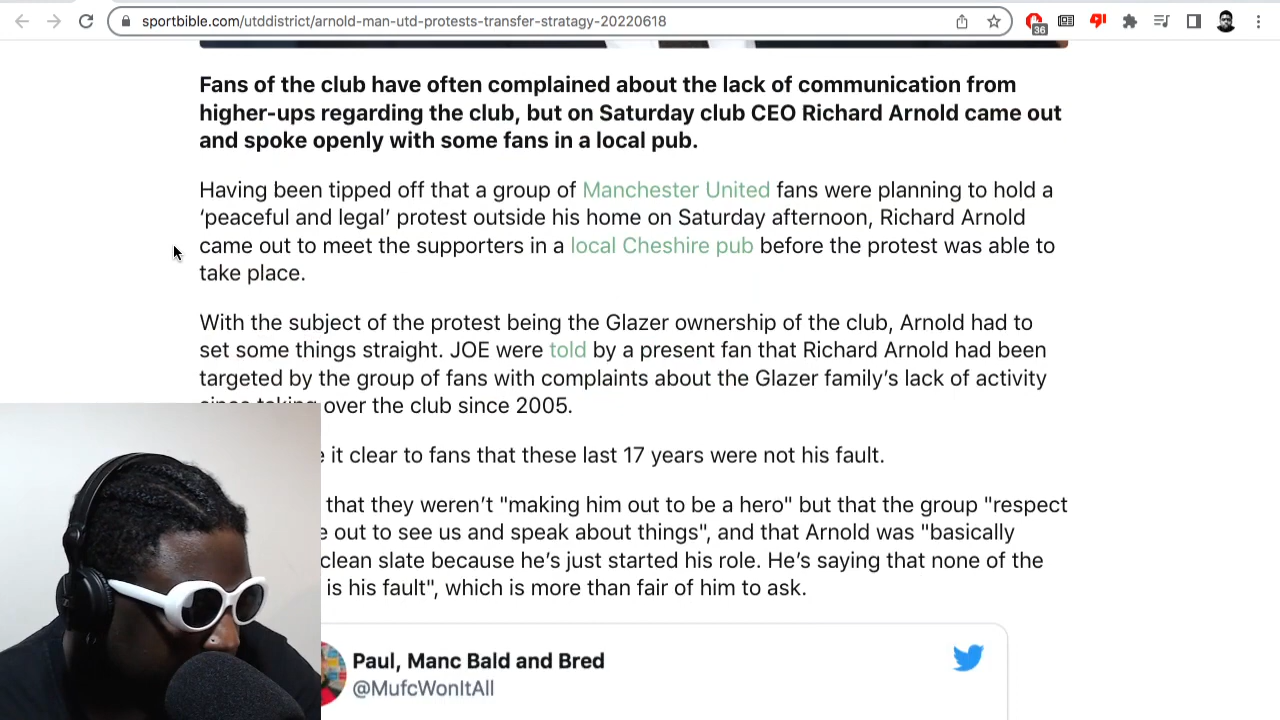 sportbible.com/utddistrict/arnold-man-utd-protests-transfer-stratagy-20220618
36
Fans of the club have often complained about the lack of communication from
higher-ups regarding the club, but on Saturday club CEO Richard Arnold came out
and spoke openly with some fans in a local pub.
Having been tipped off that a group of Manchester United fans were planning to hold a
‘peaceful and legal’ protest outside his home on Saturday afternoon, Richard Arnold
came out to meet the supporters in a local Cheshire pub before the protest was able to
take place.
With the subject of the protest being the Glazer ownership of the club, Arnold had to
set some things straight. JOE were told by a present fan that Richard Arnold had been
targeted by the group of fans with complaints about the Glazer family’s lack of activity
since taking over the club since 2005.
it clear to fans that these last 17 years were not his fault.
that they weren’t "making him out to be a hero" but that the group "respect
out to see us and speak about things", and that Arnold was "basically
clean slate because he’s just started his role. He’s saying that none of the
is his fault", which is more than fair of him to ask.
Paul, Manc Bald and Bred
@MufcWonItAll